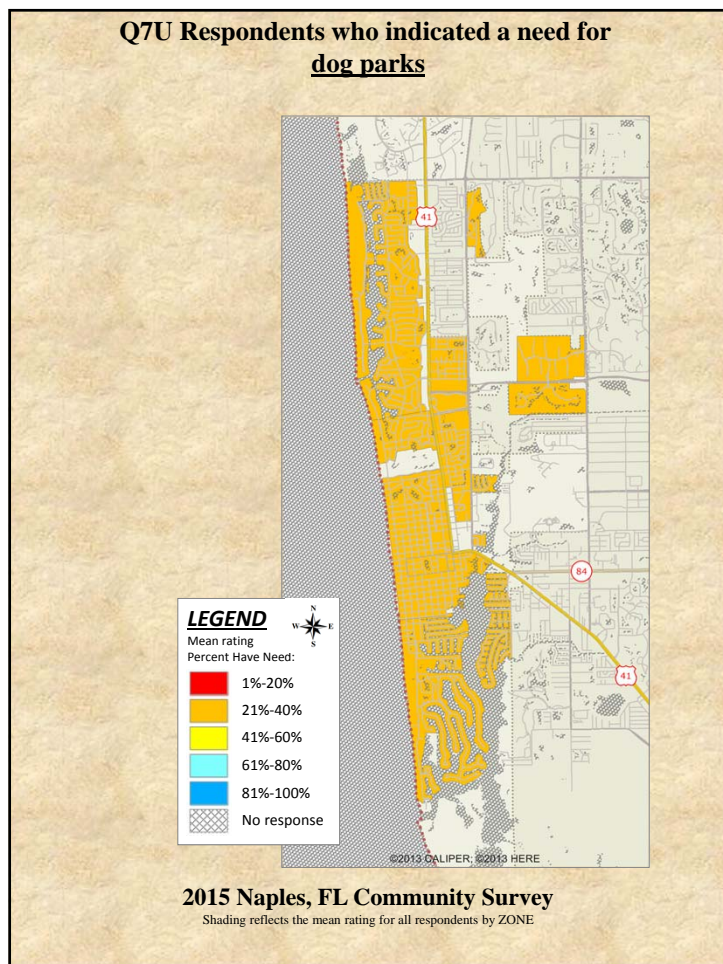 Q7U Respondents who indicated a need for
dog parks
41
84
41
LEGEND
N
W E
S
Mean rating
Percent Have Need:
1%-20%
21%-40%
41%-60%
61%-80%
81%-100%
No response
©2013 CALIPER; ©2013 HERE
2015 Naples, FL Community Survey
Shading reflects the mean rating for all respondents by ZONE